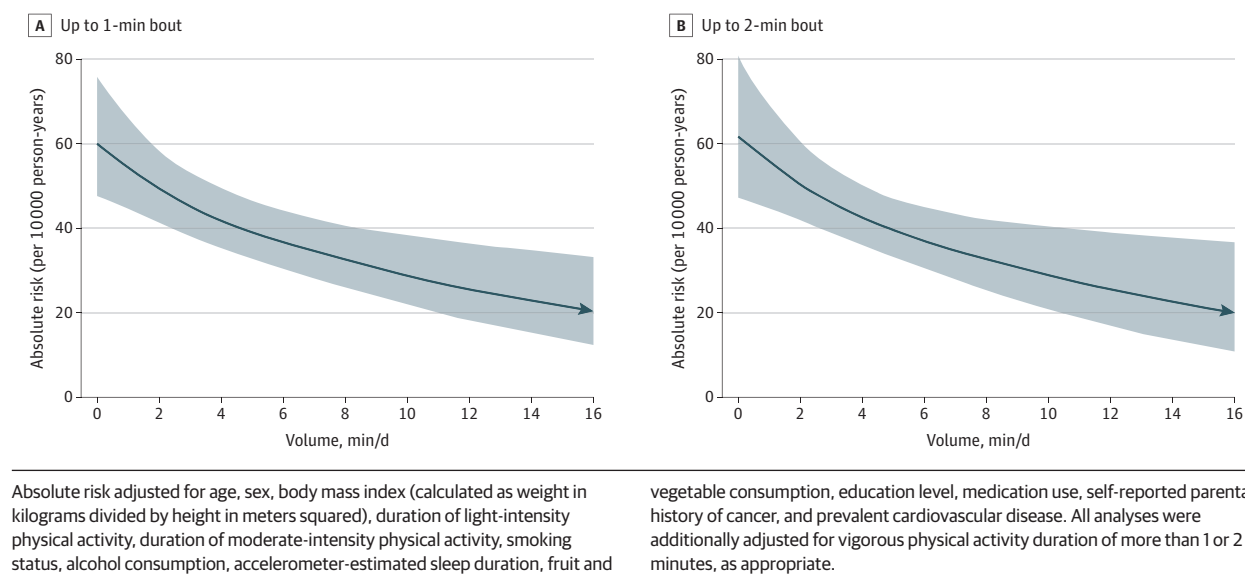 A Up to 1-min bout
Absolute risk (per 10 000 person-years)
80
60
40
20
0
0 2 4 6 8 10 12 14 16
Volume, min/d
B Up to 2-min bout
Absolute risk (per 10 000 person-years)
80
60
40
20
0
0 2 4 6 8 10 12 14 16
Volume, min/d
Absolute risk adjusted for age, sex, body mass index (calculated as weight in
kilograms divided by height in meters squared), duration of light-intensity
physical activity, duration of moderate-intensity physical activity, smoking
status, alcohol consumption, accelerometer-estimated sleep duration, fruit and
vegetable consumption, education level, medication use, self-reported parenta
history of cancer, and prevalent cardiovascular disease. All analyses were
additionally adjusted for vigorous physical activity duration of more than 1 or 2
minutes, as appropriate.